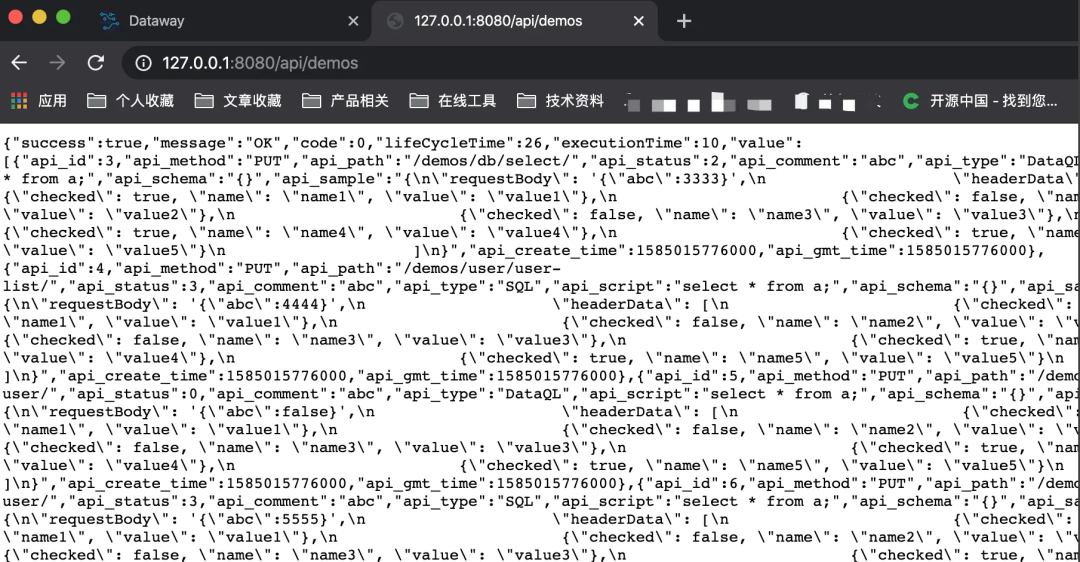 Dataway
127.0.0.1:8080/api/demos
127.0.0.1:8080/api/demos
应用 个人收藏 文章收藏 产品相关 在线工具 技术资料 开源中国 - 找到您...
{"success":true,"message":"OK","code":0,"lifeCycleTime":26,"executionTime":10,"value":
[{"api_id":3,"api_method":"PUT","api_path":"/demos/db/select/","api_status":2,"api_comment":"abc","api_type":"DataQL
* from a;","api_schema":"{}","api_sample":"{\n\"requestBody\": '{\"abc\":3333}',\n \"headerData\"
{\"checked\": true, \"name\": \"name1\", \"value\": \"value1\"},\n {\"checked\": false, \"nam
\"value\": \"value2\"},\n {\"checked\": false, \"name\": \"name3\", \"value\": \"value3\"},\n
{\"checked\": true, \"name\": \"name4\", \"value\": \"value4\"},\n {\"checked\": true, \"name
\"value\": \"value5\"}\n ]\n}","api_create_time":1585015776000,"api_gmt_time":1585015776000},
{"api_id":4,"api_method":"PUT","api_path":"/demos/user/user-
list/","api_status":3,"api_comment":"abc","api_type":"SQL","api_script":"select * from a;","api_schema":"{}","api_sam
{\n\"requestBody\": '{\"abc\":4444}',\n \"headerData\": [\n {\"checked\":
\"name1\", \"value\": \"value1\"},\n {\"checked\": false, \"name\": \"name2\", \"value\": \"v
{\"checked\": false, \"name\": \"name3\", \"value\": \"value3\"},\n {\"checked\": true, \"nam
\"value\": \"value4\"},\n {\"checked\": true, \"name\": \"name5\", \"value\": \"value5\"}\n
]\n}","api_create_time":1585015776000,"api_gmt_time":1585015776000},{"api_id":5,"api_method":"PUT","api_path":"/demo
user/","api_status":0,"api_comment":"abc","api_type":"DataQL","api_script":"select * from a;","api_schema":"{}","api
{\n\"requestBody\": '{\"abc\":false}',\n \"headerData\": [\n {\"checked\"
\"name1\", \"value\": \"value1\"},\n {\"checked\": false, \"name\": \"name2\", \"value\": \"v
{\"checked\": false, \"name\": \"name3\", \"value\": \"value3\"},\n {\"checked\": true, \"nam
\"value\": \"value4\"},\n {\"checked\": true, \"name\": \"name5\", \"value\": \"value5\"}\n
]\n}","api_create_time":1585015776000,"api_gmt_time":1585015776000},{"api_id":6,"api_method":"PUT","api_path":"/demo
user/","api_status":3,"api_comment":"abc","api_type":"SQL","api_script":"select * from a;","api_schema":"{}","api_sa
{\n\"requestBody\": '{\"abc\":5555}',\n \"headerData\": [\n {\"checked\":
\"name1\", \"value\": \"value1\"},\n {\"checked\": false, \"name\": \"name2\", \"value\": \"v
{\"checked\": false, \"name\": \"name3\", \"value\": \"value3\"},\n {\"checked\": true, \"nam